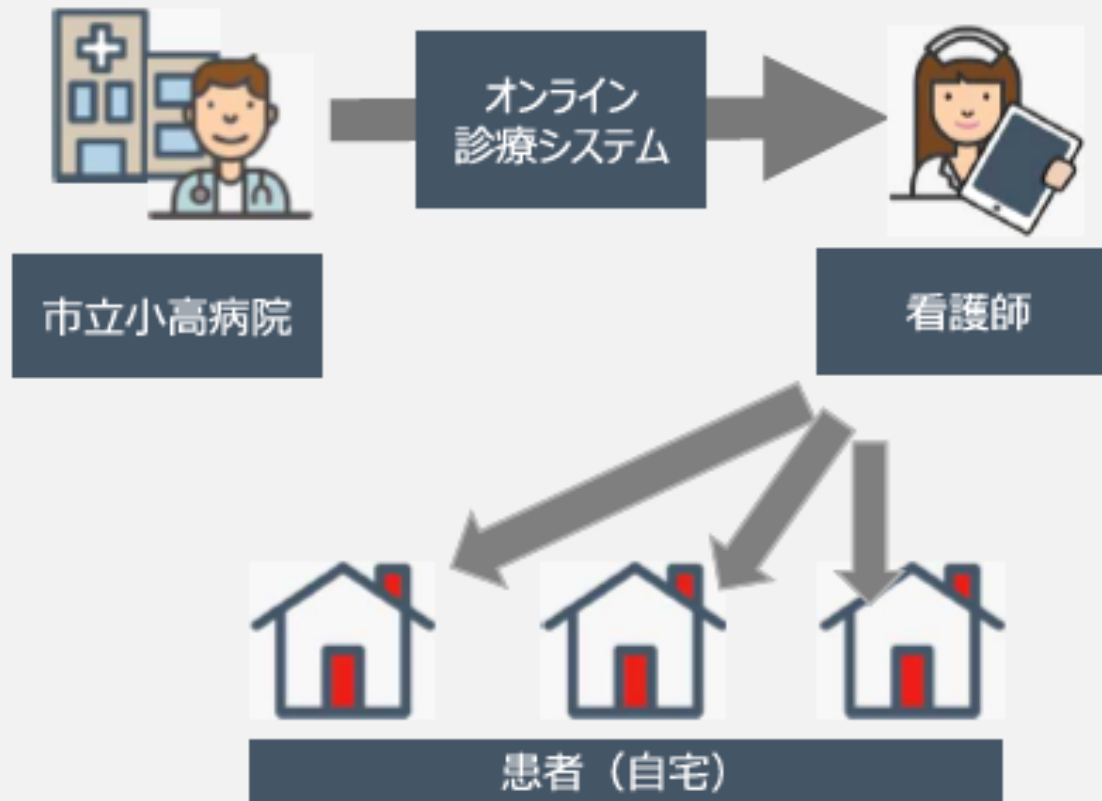 オンライン
診療システム
市立小高病院
看護師
患者（自宅）